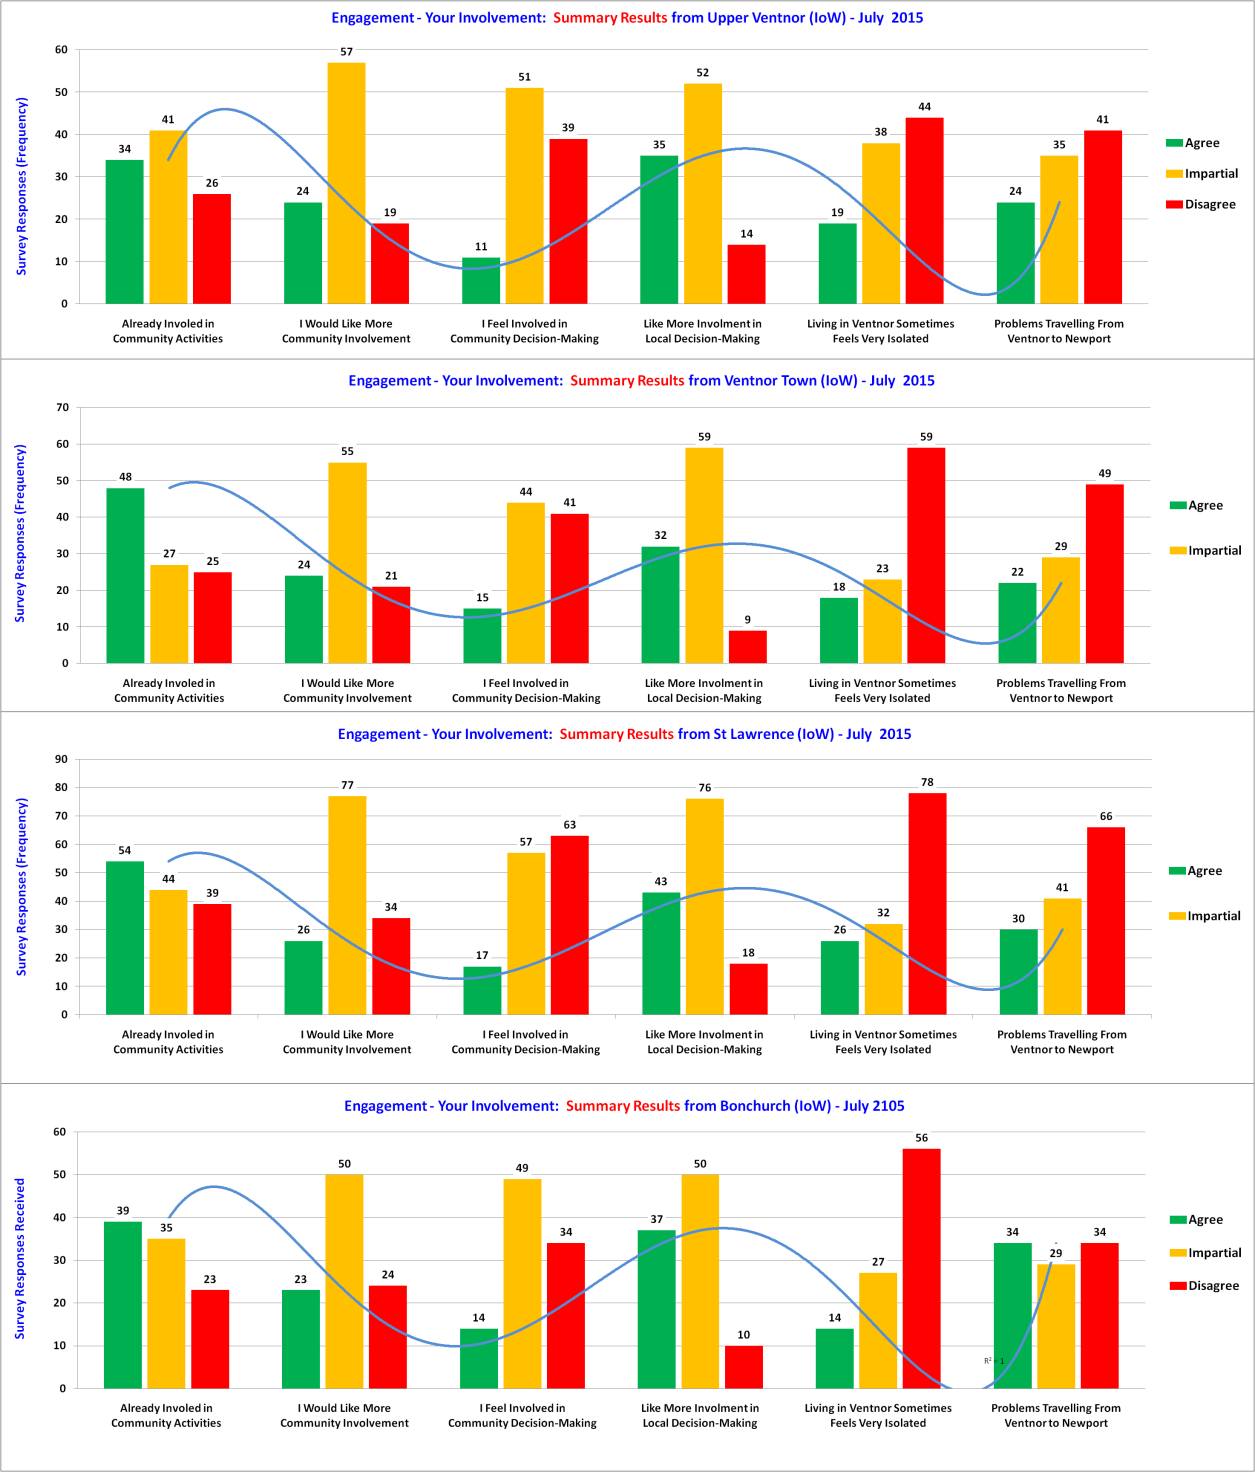 Engagement - Your Involvement:  Summary Results from Upper Ventnor (IoW) - July  2015
Survey Responses (Frequency)
60
50
40
30
20
10
0
34
41
26
24
57
19
11
51
39
35
52
14
19
38
44
24
35
41
Already Involed in
Community Activities
I Would Like More
Community Involvement
I Feel Involved in
Community Decision-Making
Like More Involment in
Local Decision-Making
Living in Ventnor Sometimes
Feels Very Isolated
Problems Travelling From
Ventnor to Newport
Agree
Impartial
Disagree
Engagement - Your Involvement:  Summary Results from Ventnor Town (IoW) - July  2015
Survey Responses (Frequency)
70
60
50
40
30
20
10
0
48
27
25
24
55
21
15
44
41
32
59
9
18
23
59
22
29
49
Already Involed in
Community Activities
I Would Like More
Community Involvement
I Feel Involved in
Community Decision-Making
Like More Involment in
Local Decision-Making
Living in Ventnor Sometimes
Feels Very Isolated
Problems Travelling From
Ventnor to Newport
Agree
Impartial
Engagement - Your Involvement:  Summary Results from St Lawrence (IoW) - July  2015
Survey Responses (Frequency)
90
80
70
60
50
40
30
20
10
0
54
44
39
26
77
34
17
57
63
43
76
18
26
32
78
30
41
66
Already Involed in
Community Activities
I Would Like More
Community Involvement
I Feel Involved in
Community Decision-Making
Like More Involment in
Local Decision-Making
Living in Ventnor Sometimes
Feels Very Isolated
Problems Travelling From
Ventnor to Newport
Agree
Impartial
Engagement - Your Involvement:  Summary Results from Bonchurch (IoW) - July 2105
Survey Responses Received
60
50
40
30
20
10
0
39
35
23
23
50
24
14
49
34
37
50
10
14
27
56
34
29
34
R² = 1
Already Involed in
Community Activities
I Would Like More
Community Involvement
I Feel Involved in
Community Decision-Making
Like More Involment in
Local Decision-Making
Living in Ventnor Sometimes
Feels Very Isolated
Problems Travelling From
Ventnor to Newport
Agree
Impartial
Disagree